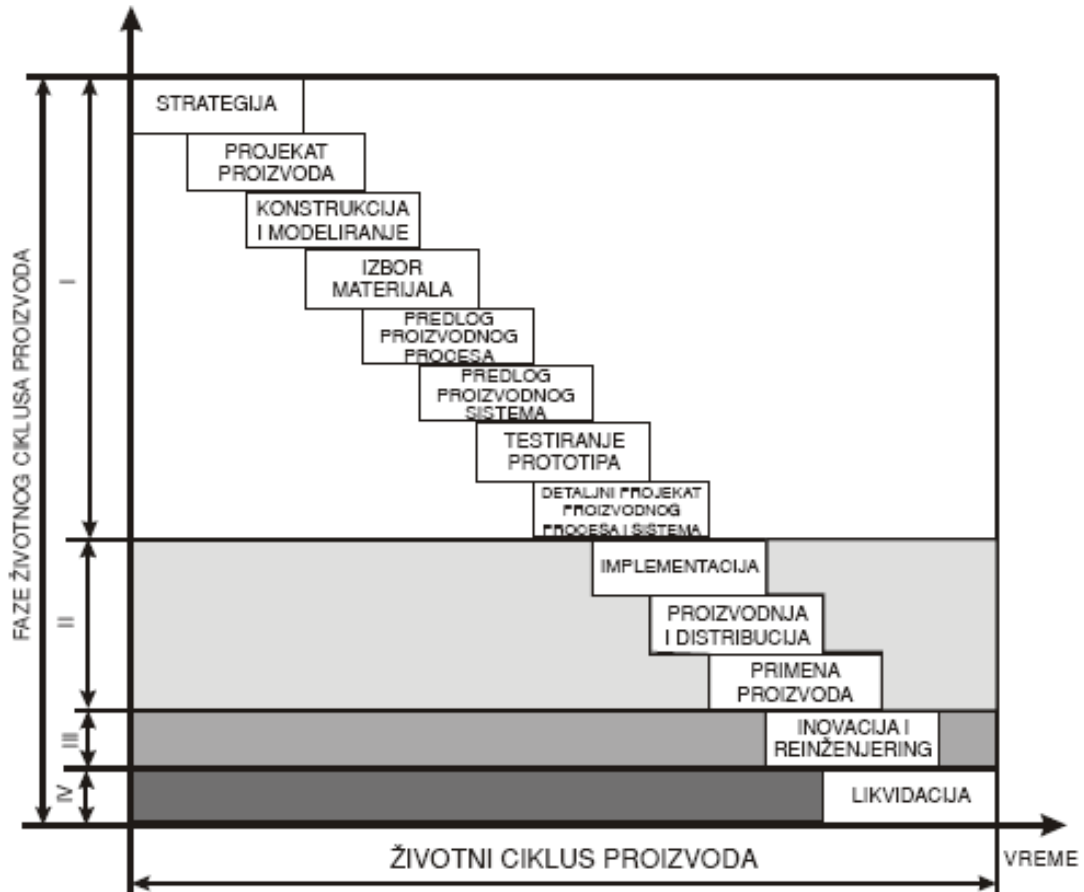 STRATEGIJA
PROJEKAT
PROIZVODA
KONSTRUKCIJA
I MODELIRANJE
IZBOR
MATERIJALA
PREDLOG
PROIZVODNOG
PROCESA
PREDLOG
PROIZVODNOG
SISTEMA
TESTIRANJE
PROTOTIPA
DETALJNI PROJEKAT
PROIZVODNOG
PROCESA I SISTEMA
IMPLEMENTACIJA
PROIZVODNJA
I DISTRIBUCIJA
PRIMENA
PROIZVODA
INOVACIJA I
REINŽENJERING
LIKVIDACIJA
FAZE ŽIVOTNOG CIKLUSA PROIZVODA
I
II
III
IV
ŽIVOTNI CIKLUS PROIZVODA
VREME